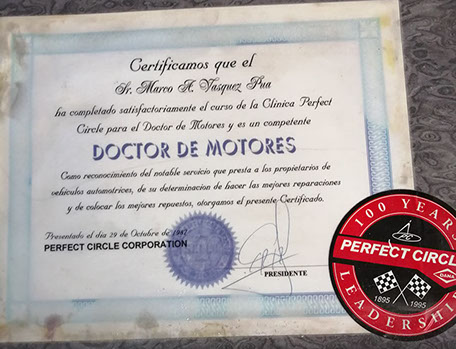 Certificamos que el
Sr. Marco A. Vasquez Pua
ha completado satisfactoriamente el curso de la Clinica Perfect
Circle para el Doctor de Motores y es un competente
DOCTOR DE MOTORES
Como reconocimiento del notable servicio que presta a los propietarios de
vehículos automotrices, de su determinacion de hacer las mejores reparaciones
y de colocar los mejores repuestos, otorgamos el presente Certificado.
Presentado el dia 29 de Octubre de 1987
PERFECT CIRCLE CORPORATION
PRESIDENTE
100 YEARS
PERFECT CIRCLE
DANA
1895 1995
LEADERSHIP